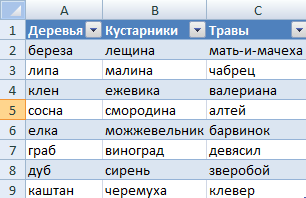 A B C
1 Деревья Кустарники Травы
2 береза лещина мать-и-мачеха
3 липа малина чабрец
4 клен ежевика валериана
5 сосна смородина алтей
6 елка можжевельник барвинок
7 граб виноград девясил
8 дуб сирень зверобой
9 каштан черемуха клевер